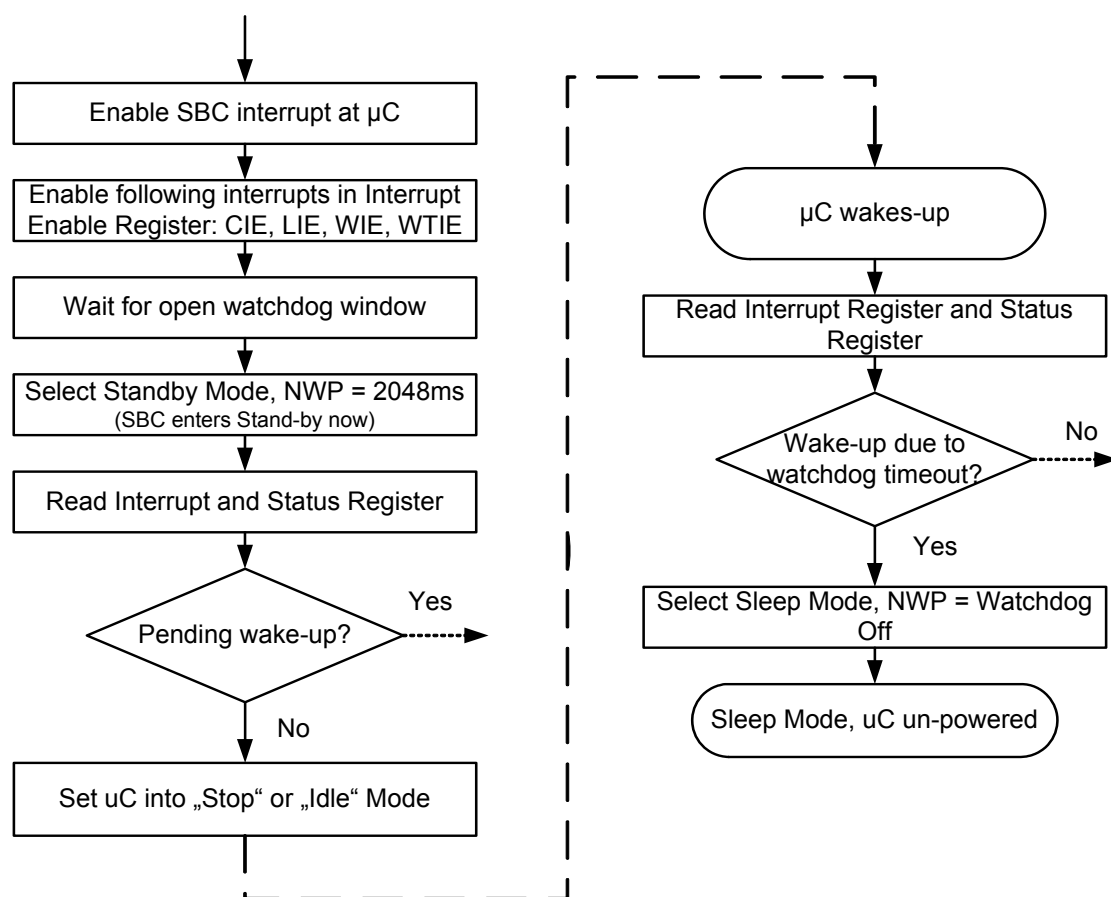 Enable SBC interrupt at µC
Enable following interrupts in Interrupt
Enable Register: CIE, LIE, WIE, WTIE
Wait for open watchdog window
Select Standby Mode, NWP = 2048ms
(SBC enters Stand-by now)
Read Interrupt and Status Register
Pending wake-up?
Yes
No
Set uC into „Stop“ or „Idle“ Mode
µC wakes-up
Read Interrupt Register and Status
Register
Wake-up due to
watchdog timeout?
No
Yes
Select Sleep Mode, NWP = Watchdog
Off
Sleep Mode, uC un-powered